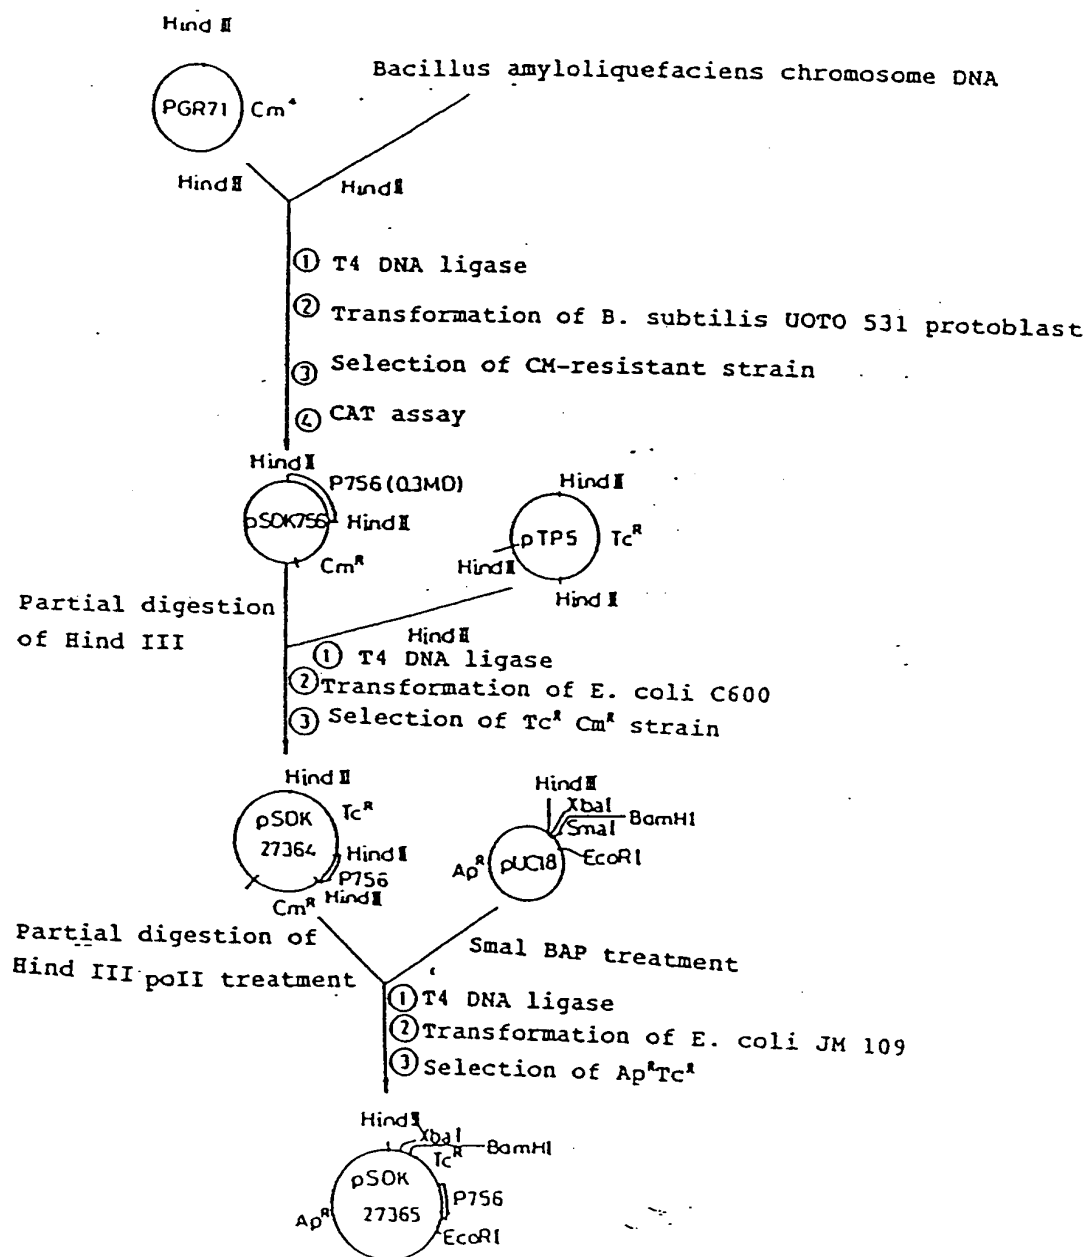 Hind III
Bacillus amyloliquefaciens chromosome DNA
PGR71
Cm
Hind III
Hind III
① T4 DNA ligase
② Transformation of B. subtilis UOTO 531 protoblast
③ Selection of CM-resistant strain
④ CAT assay
Hind III
P756 (0.3MD)
pSDK756
Hind III
Cm^R
Hind III
pTP5
Tc^R
Hind III
Hind III
Partial digestion
of Hind III
Hind III
① T4 DNA ligase
② Transformation of E. coli C600
③ Selection of Tc^R Cm^R strain
Hind III
pSDK
27364
Tc^R
Hind III
P756
Hind III
Cm^R
Hind III
XbaI
SmaI
BamHI
EcoRI
Ap^R
pUC18
Partial digestion of
Hind III polI treatment
SmaI BAP treatment
① T4 DNA ligase
② Transformation of E. coli JM 109
③ Selection of Ap^R Tc^R
Hind III
XbaI
BamHI
Tc^R
pSDK
27365
P756
Ap^R
EcoRI